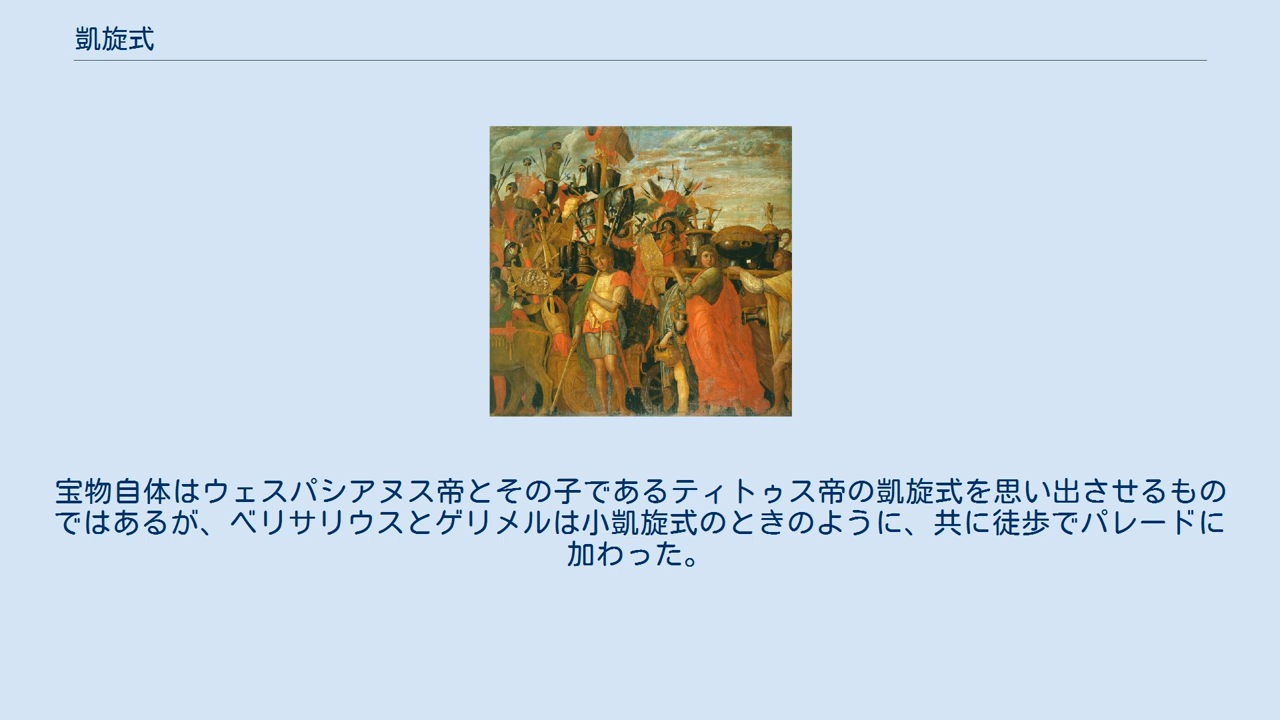 凱旋式
宝物自体はウェスパシアヌス帝とその子であるティトゥス帝の凱旋式を思い出させるもの
ではあるが、ベリサリウスとゲリメルは小凱旋式のときのように、共に徒歩でパレードに
加わった。